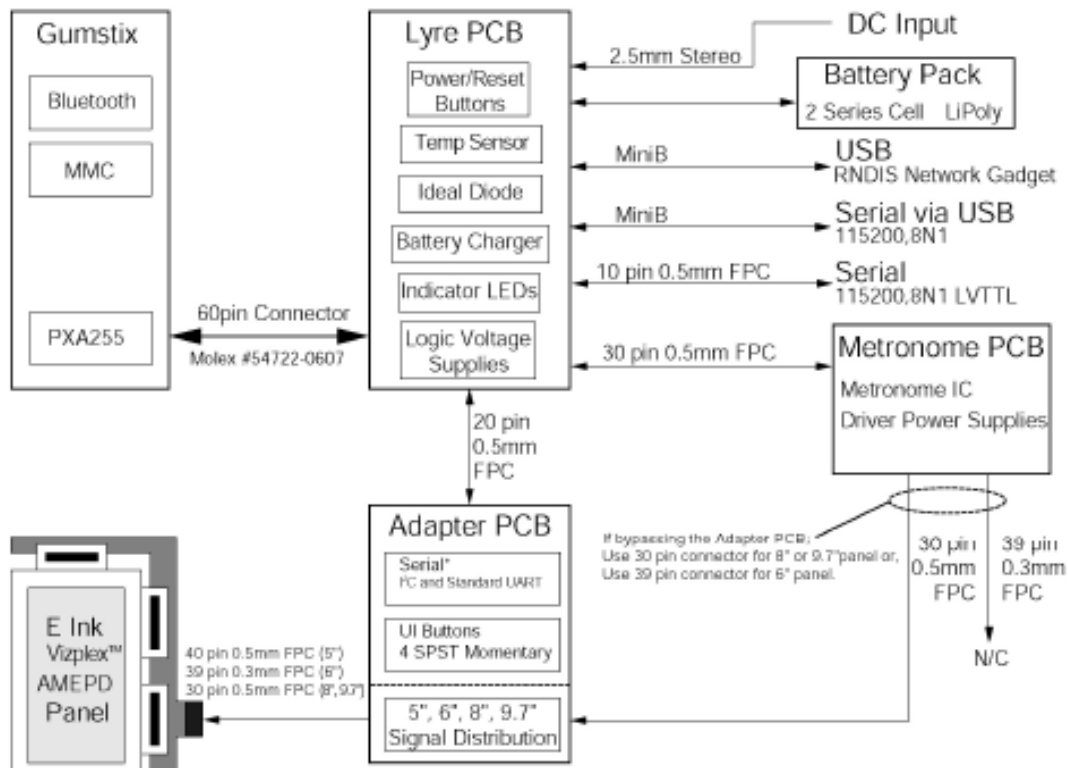 Gumstix
Bluetooth
MMC
PXA255
60pin Connector
Molex #54722-0607
Lyre PCB
Power/Reset
Buttons
Temp Sensor
Ideal Diode
Battery Charger
Indicator LEDs
Logic Voltage
Supplies
DC Input
2.5mm Stereo
Battery Pack
2 Series Cell LiPoly
MiniB
USB
RNDIS Network Gadget
MiniB
Serial via USB
115200,8N1
10 pin 0.5mm FPC
Serial
115200,8N1 LVTTL
30 pin 0.5mm FPC
Metronome PCB
Metronome IC
Driver Power Supplies
20 pin
0.5mm
FPC
Adapter PCB
Serial*
I²C and Standard UART
UI Buttons
4 SPST Momentary
5", 6", 8", 9.7"
Signal Distribution
If bypassing the Adapter PCB;
Use 30 pin connector for 8" or 9.7"panel or,
Use 39 pin connector for 6" panel.
30 pin
0.5mm
FPC
39 pin
0.3mm
FPC
N/C
E Ink
Vizplex™
AMEPD
Panel
40 pin 0.5mm FPC (5")
39 pin 0.3mm FPC (6")
30 pin 0.5mm FPC (8",9.7")